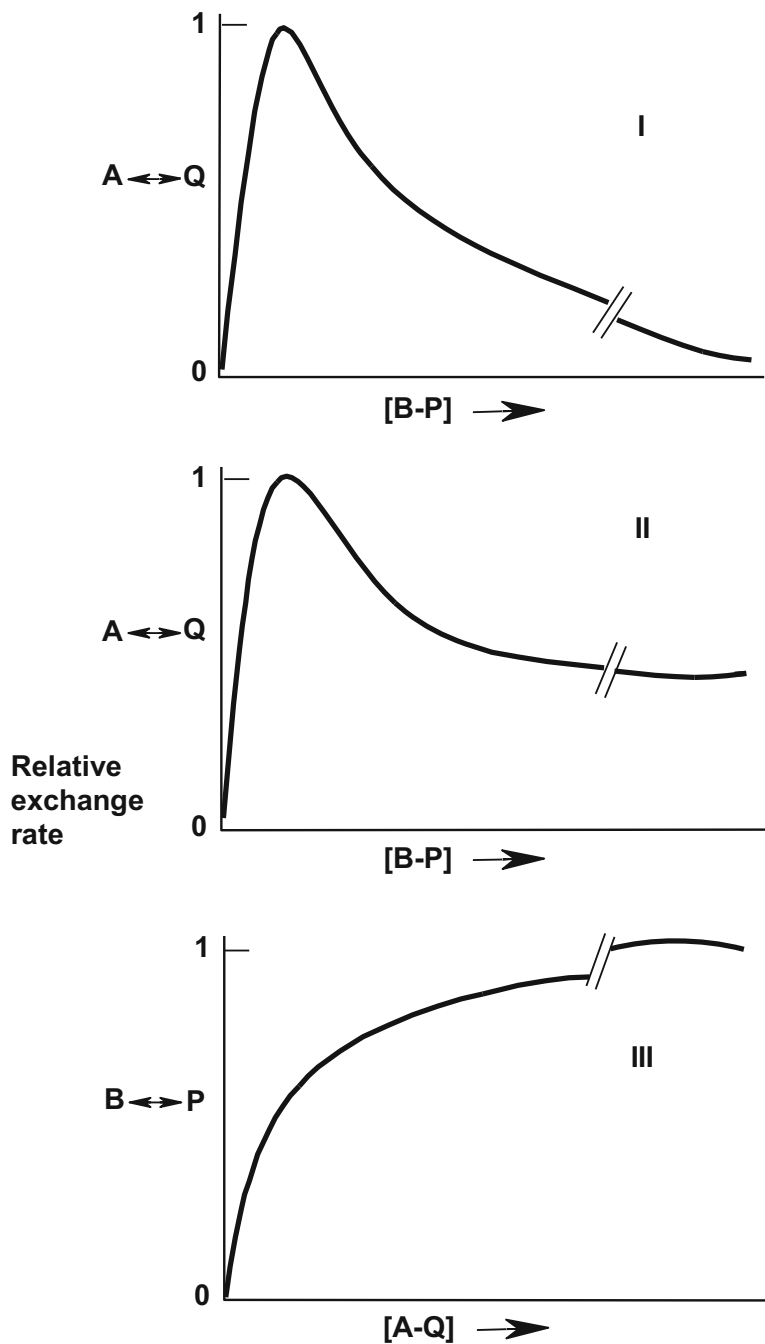 1
I
A ↔ Q
0
[B-P] →
1
II
A ↔ Q
Relative
exchange
rate
0
[B-P] →
1
III
B ↔ P
0
[A-Q] →